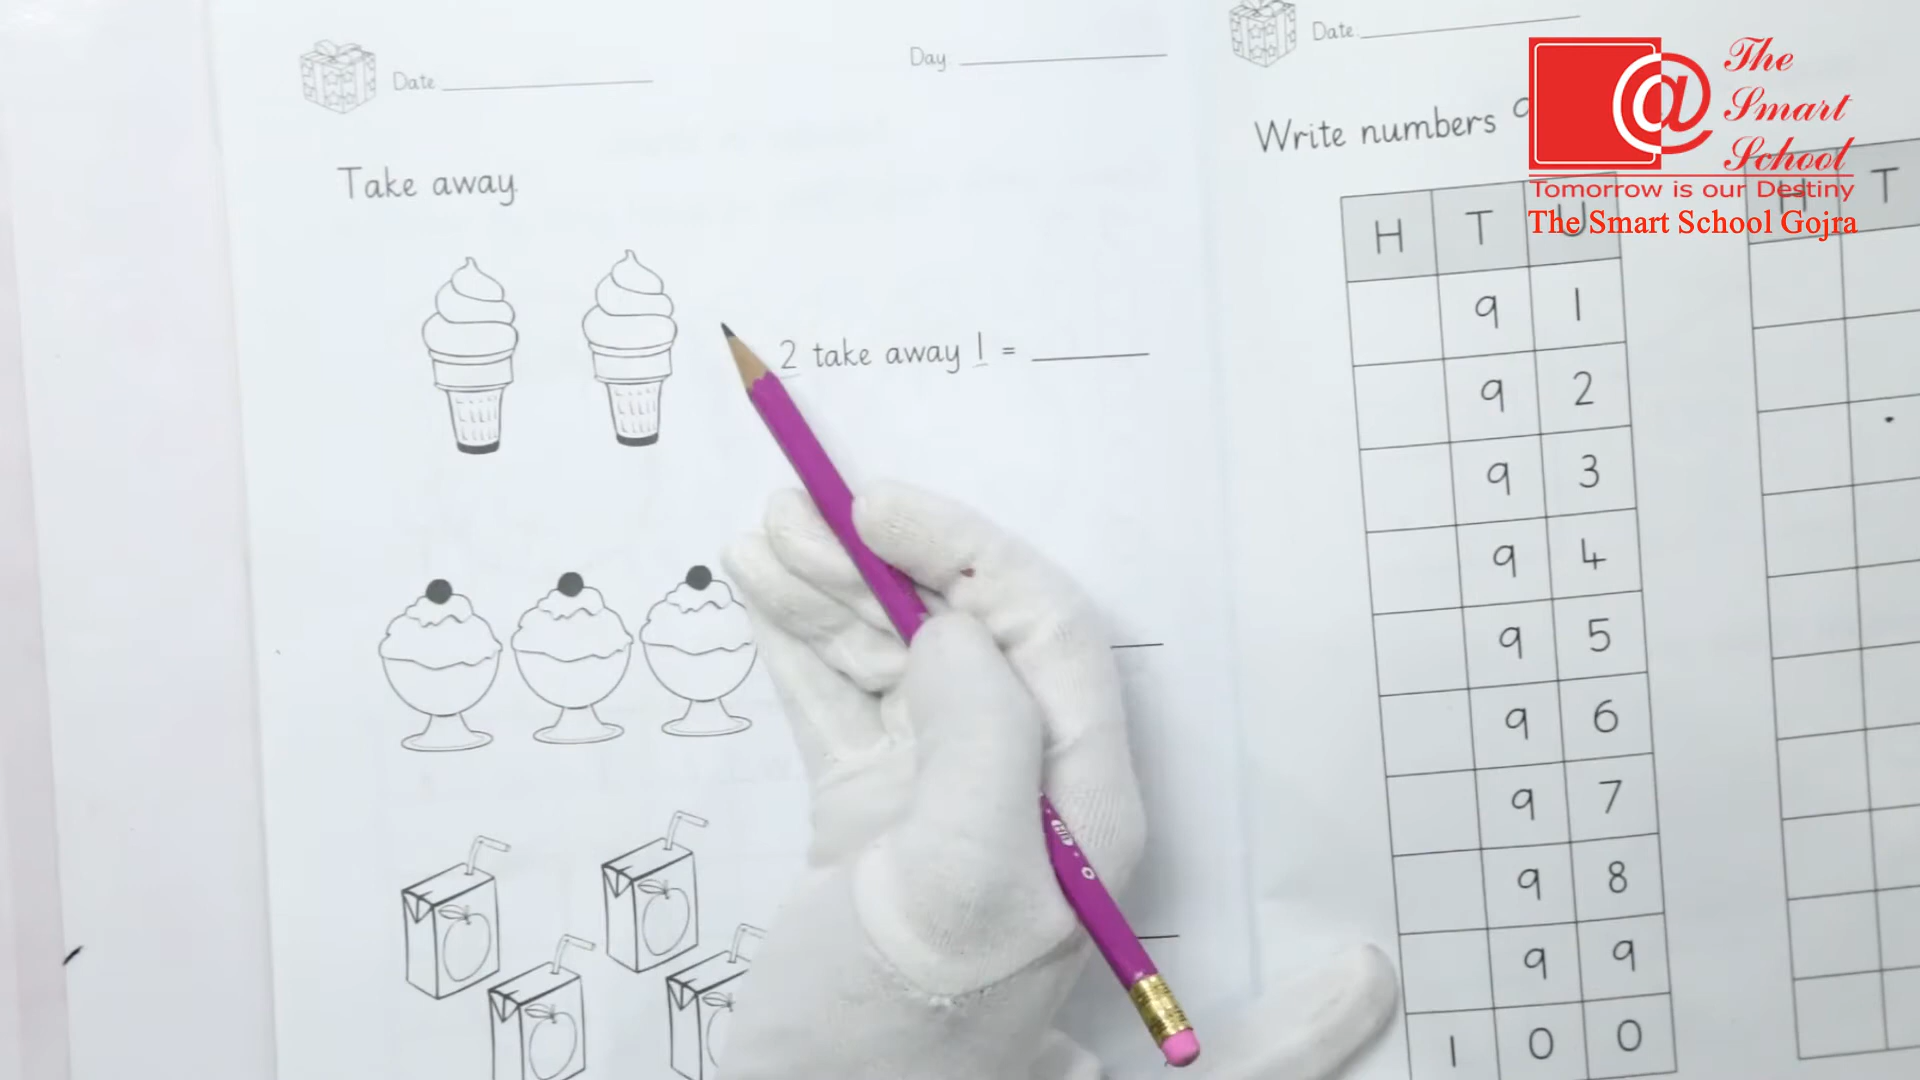 Date
Day:
Take away.
2 take away 1 =
Date:
Write numbers
H T U
9 1
9 2
9 3
9 4
9 5
9 6
9 7
9 8
9 9
1 0 0
H T
The
Smart
School
Tomorrow is our Destiny
The Smart School Gojra